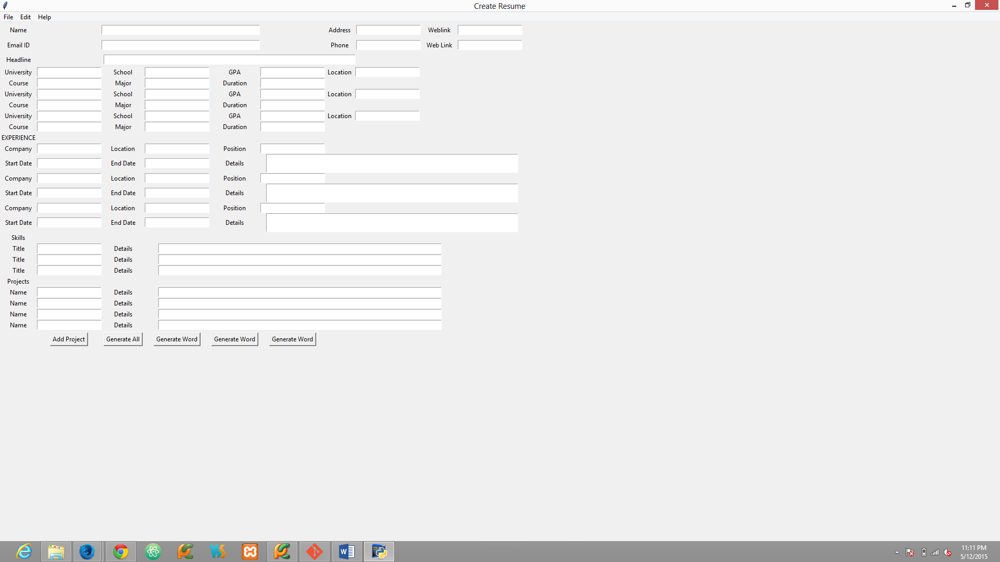 Create Resume
File Edit Help
Name Address Weblink
Email ID Phone Web Link
Headline
University School GPA Location
Course Major Duration
University School GPA Location
Course Major Duration
University School GPA Location
Course Major Duration
EXPERIENCE
Company Location Position
Start Date End Date Details
Company Location Position
Start Date End Date Details
Company Location Position
Start Date End Date Details
Skills
Title Details
Title Details
Title Details
Projects
Name Details
Name Details
Name Details
Name Details
Add Project Generate All Generate Word Generate Word Generate Word
11:11 PM
5/12/2015